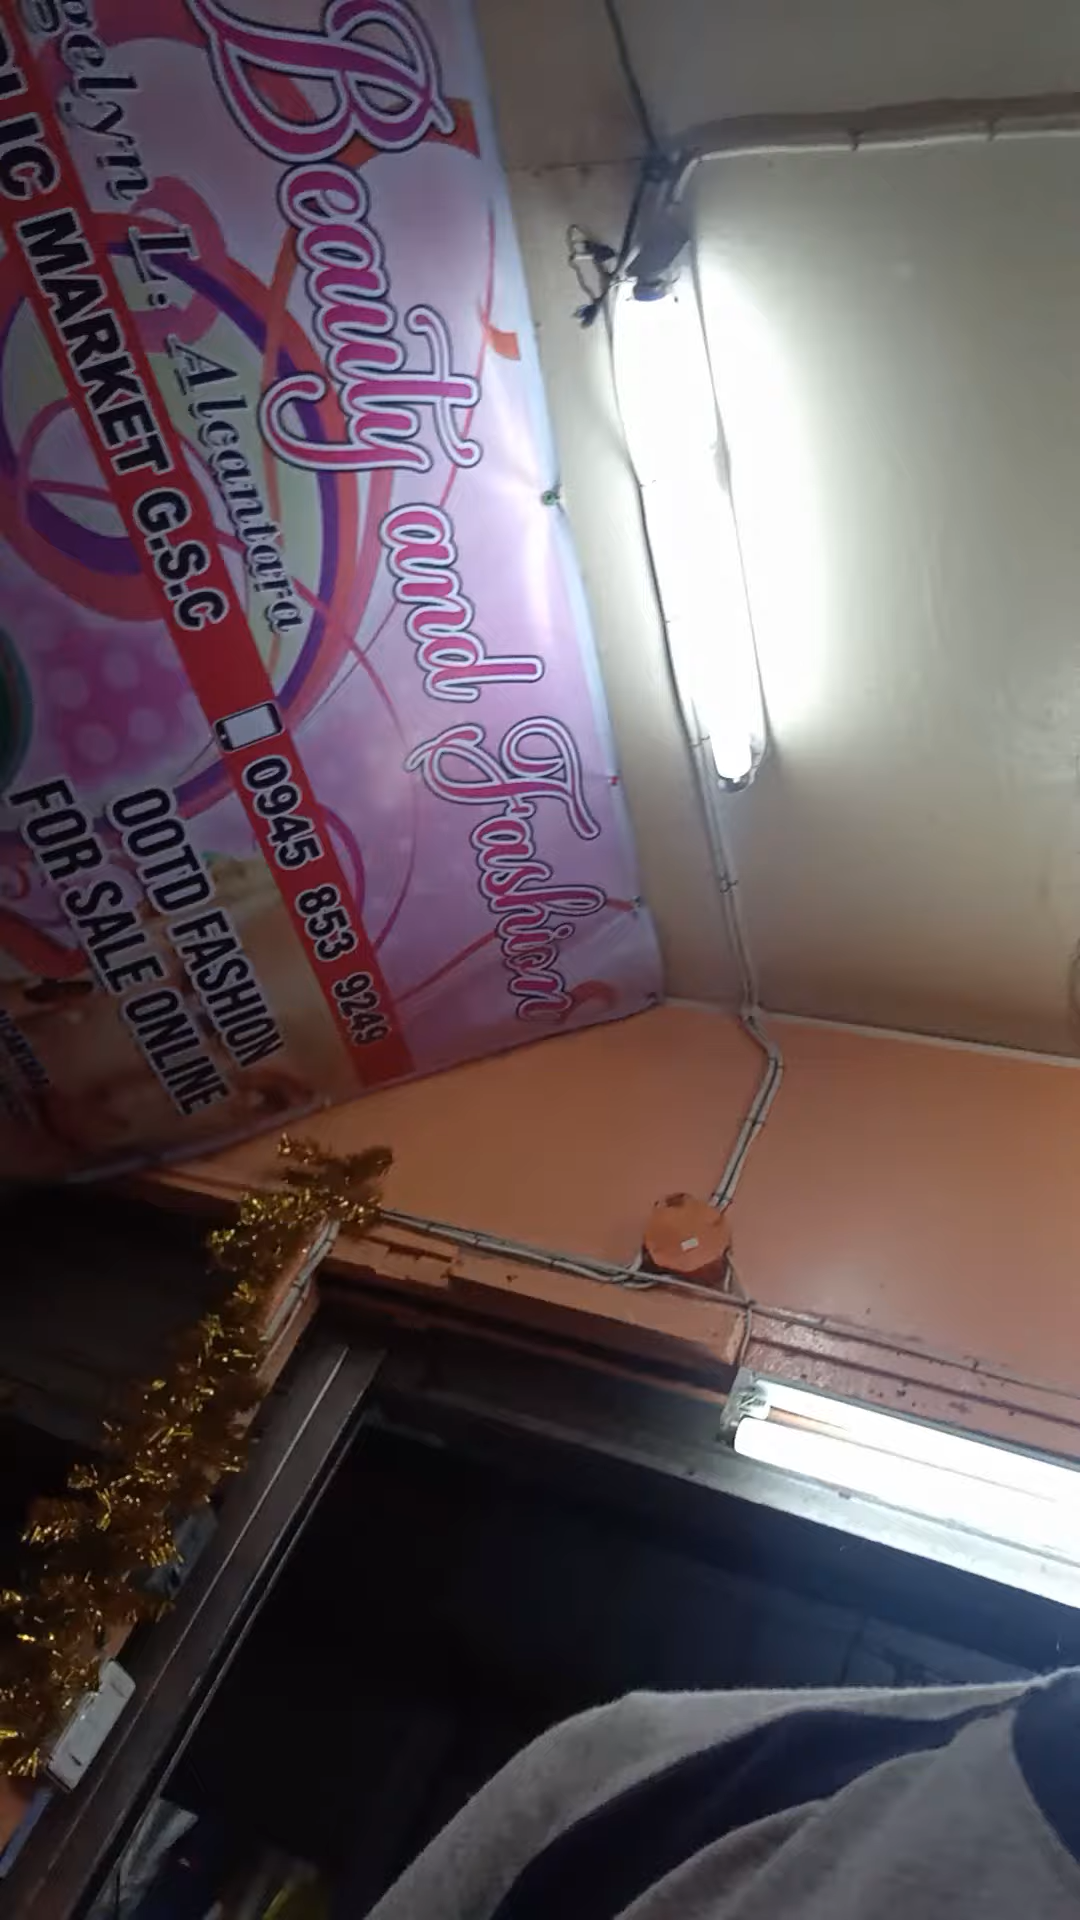 Beauty and Fashion
L. Alcantara
MARKET G.S.C 0945 853 9249
OOTD FASHION
FOR SALE ONLINE